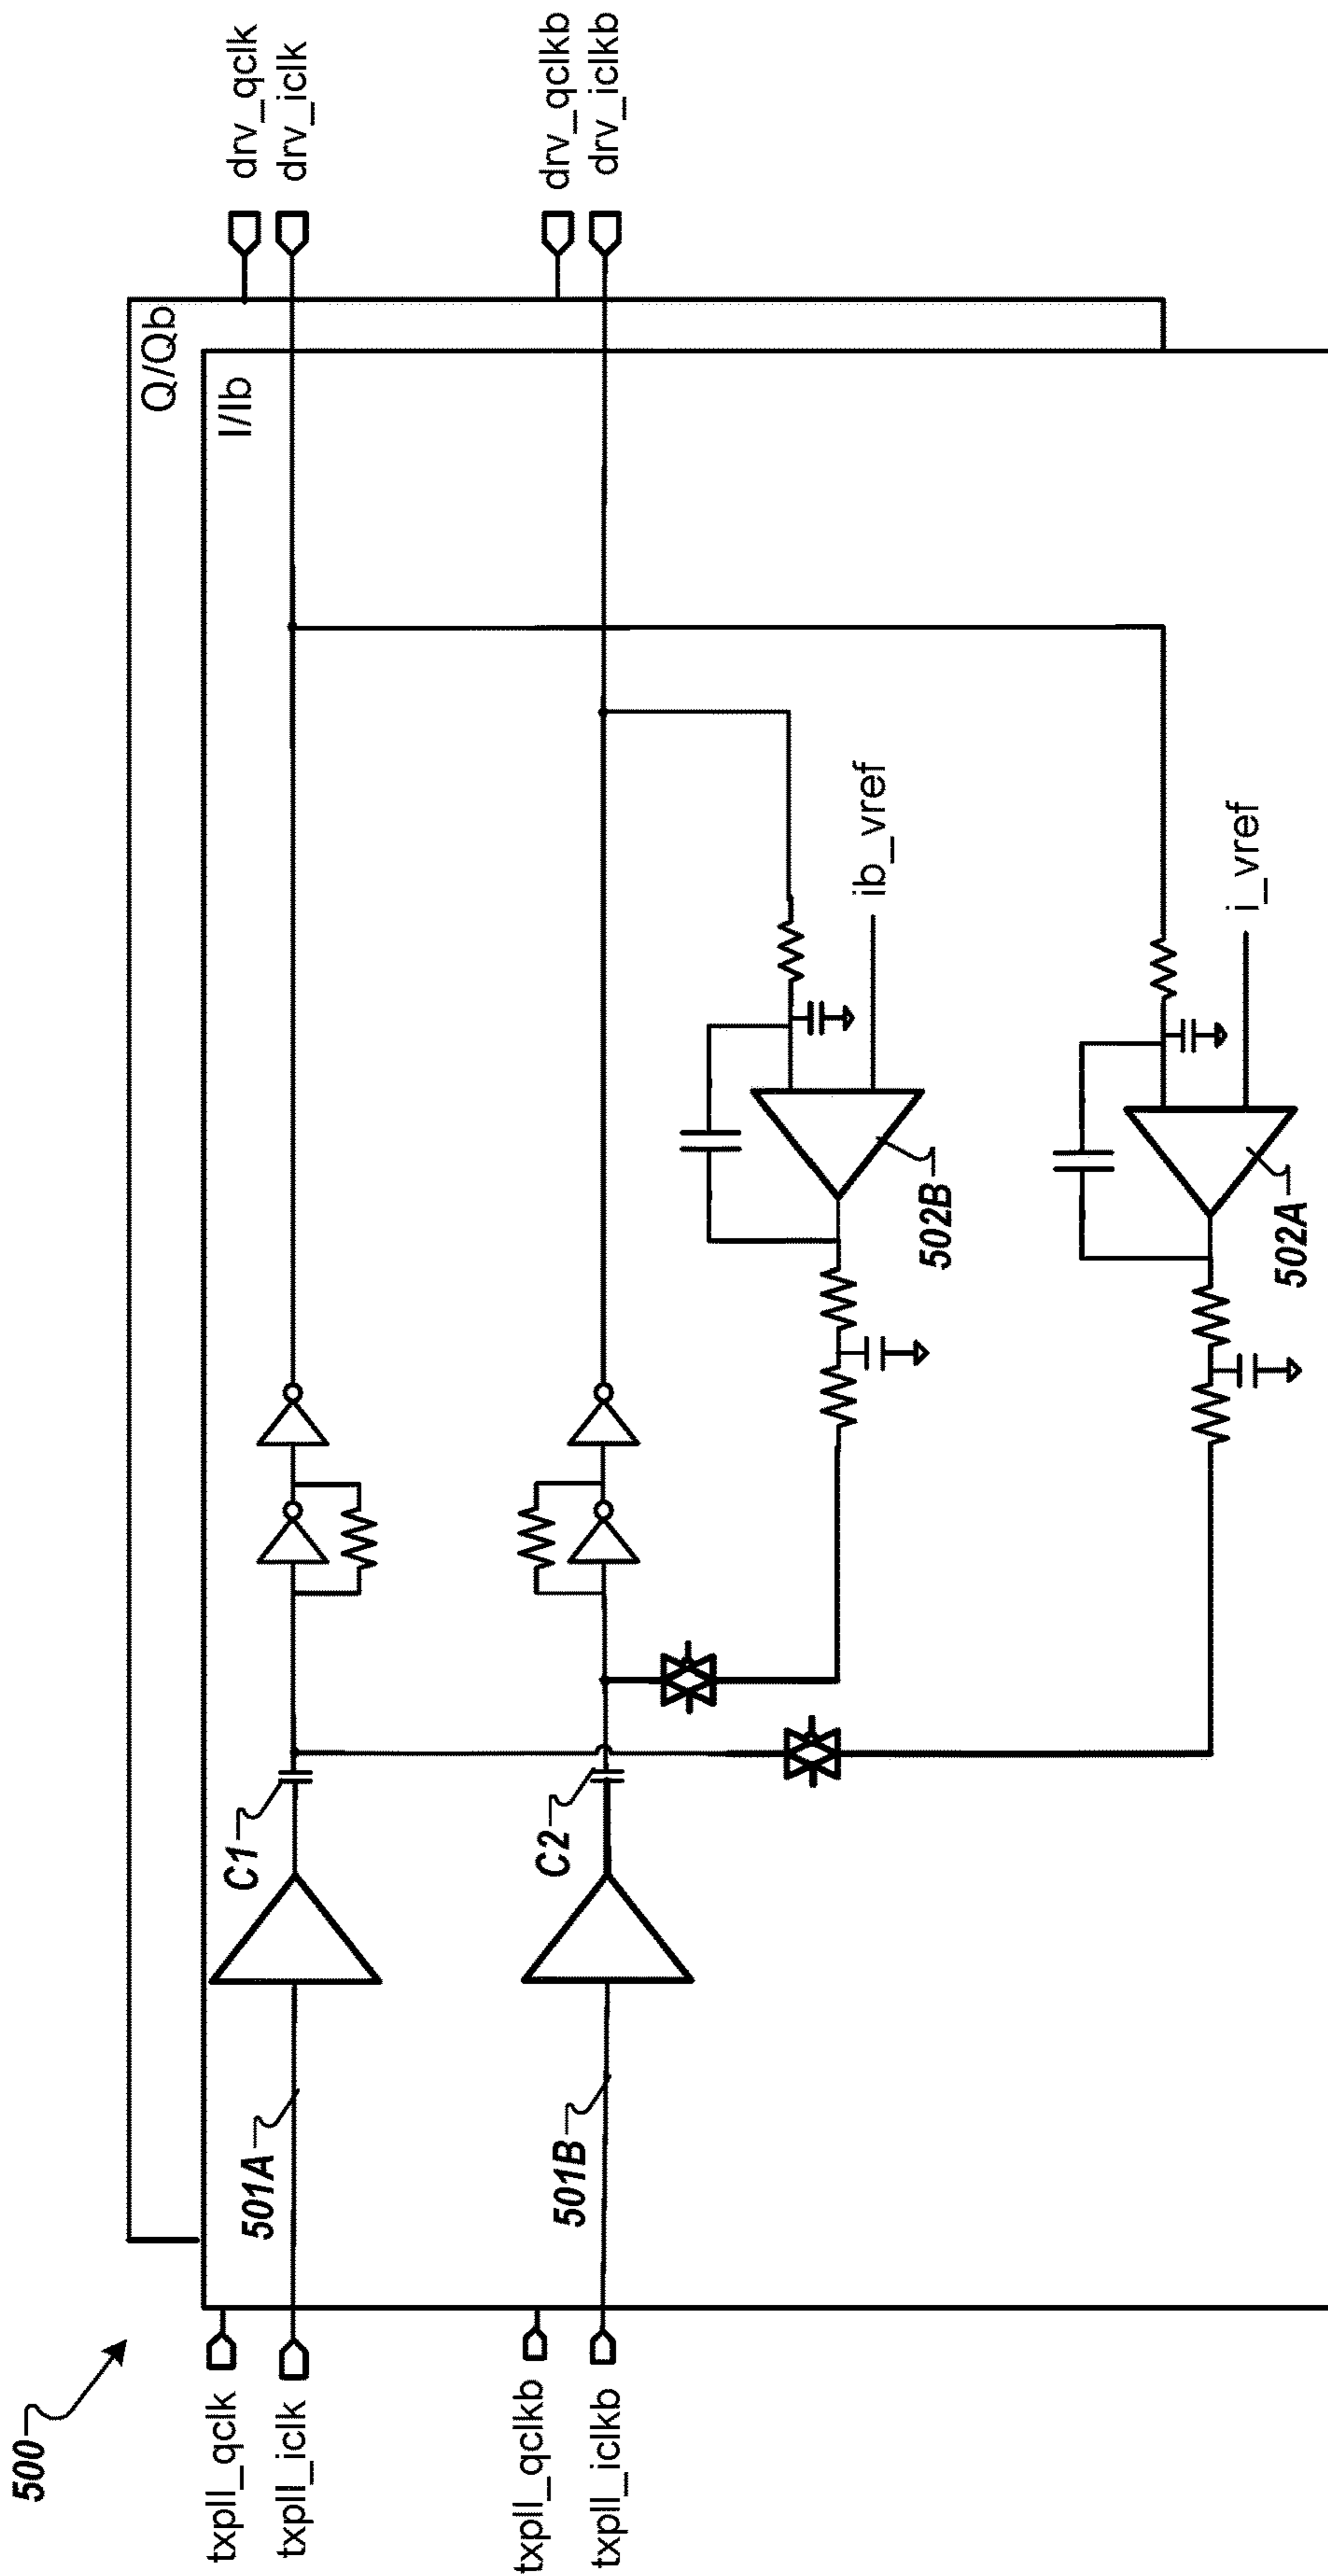 500
txpll_qclk
txpll_iclk
txpll_qclkb
txpll_iclkb
Q/Qb
I/Ib
501A
C1
501B
C2
drv_qclk
drv_iclk
drv_qclkb
drv_iclkb
502B
ib_vref
502A
i_vref